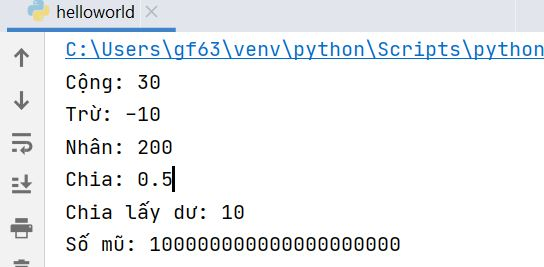 helloworld
C:\Users\gf63\venv\python\Scripts\python
Cộng: 30
Trừ: -10
Nhân: 200
Chia: 0.5
Chia lấy dư: 10
Số mũ: 100000000000000000000